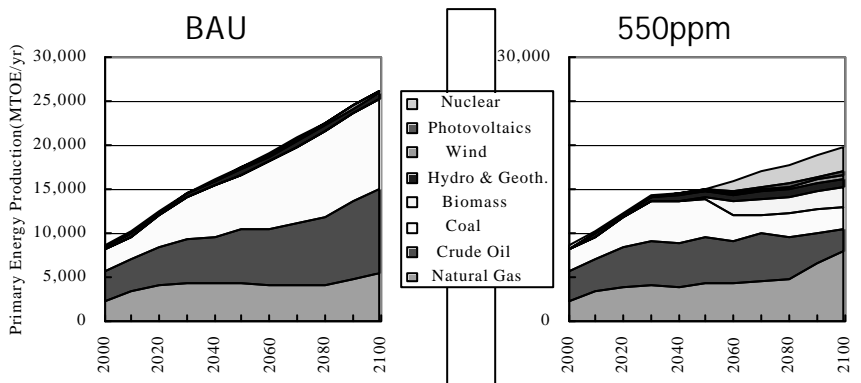 BAU
550ppm
Primary Energy Production(MTOE/yr)
30,000
25,000
20,000
15,000
10,000
5,000
0
2000
2020
2040
2060
2080
2100
Nuclear
Photovoltaics
Wind
Hydro & Geoth.
Biomass
Coal
Crude Oil
Natural Gas
30,000
0
2000
2020
2040
2060
2080
2100